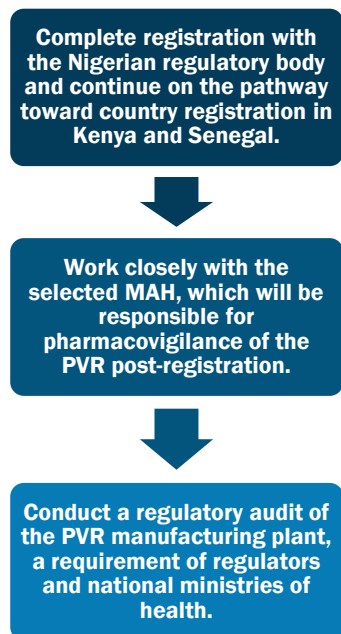 Complete registration with
the Nigerian regulatory body
and continue on the pathway
toward country registration in
Kenya and Senegal.
Work closely with the
selected MAH, which will be
responsible for
pharmacovigilance of the
PVR post-registration.
Conduct a regulatory audit of
the PVR manufacturing plant,
a requirement of regulators
and national ministries of
health.